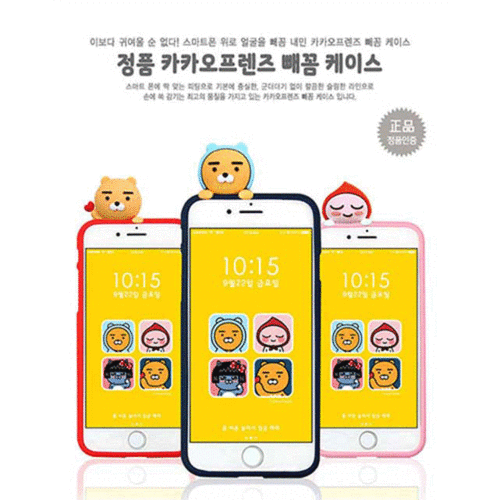 이보다 귀여울 순 없다! 스마트폰 위로 얼굴을 빼꼼 내민 카카오프렌즈 빼꼼 케이스
정품 카카오프렌즈 빼꼼 케이스
스마트 폰에 딱 맞는 피팅으로 기본에 충실한, 군더더기 없이 깔끔한 슬림한 라인으로
손에 쏙 감기는 최고의 품질을 가지고 있는 카카오프렌즈 빼꼼 케이스 입니다.
正品
정품인증
10:15
9월22일 금요일
10:15
9월22일 금요일
10:15
9월22일 금요일